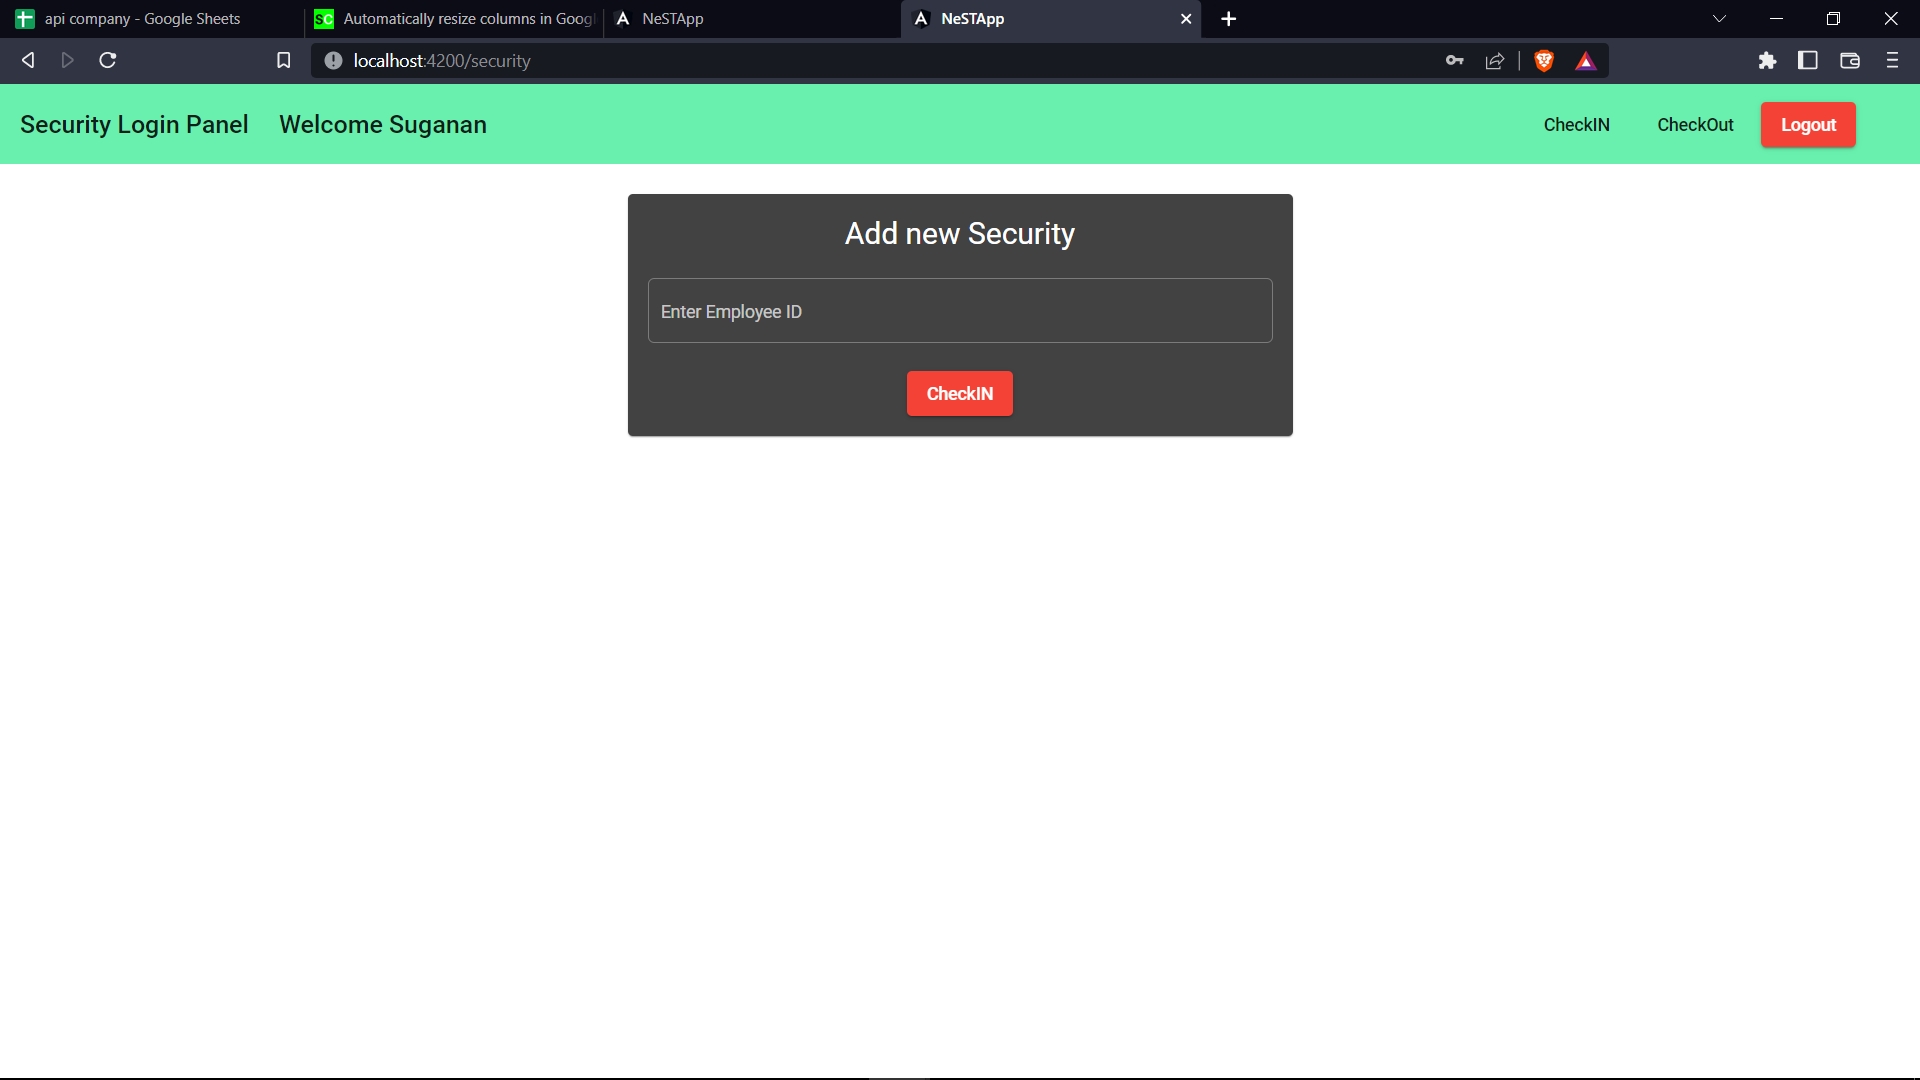 api company - Google Sheets
SC Automatically resize columns in Googl
NeSTApp
NeSTApp
localhost:4200/security
Security Login Panel Welcome Suganan CheckIN CheckOut Logout
Add new Security
Enter Employee ID
CheckIN